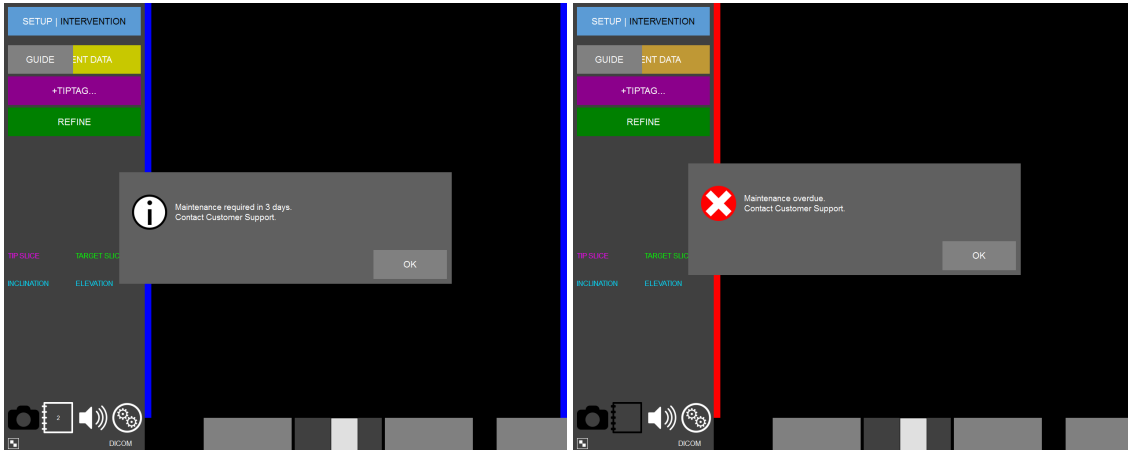 SETUP | INTERVENTION
GUIDE
ENT DATA
+TIPTAG...
REFINE
Maintenance required in 3 days.
Contact Customer Support.
OK
TIP SLICE
TARGET SLIC
INCLINATION
ELEVATION
2
DICOM
SETUP | INTERVENTION
GUIDE
ENT DATA
+TIPTAG...
REFINE
Maintenance overdue.
Contact Customer Support.
OK
TIP SLICE
TARGET SLIC
INCLINATION
ELEVATION
DICOM